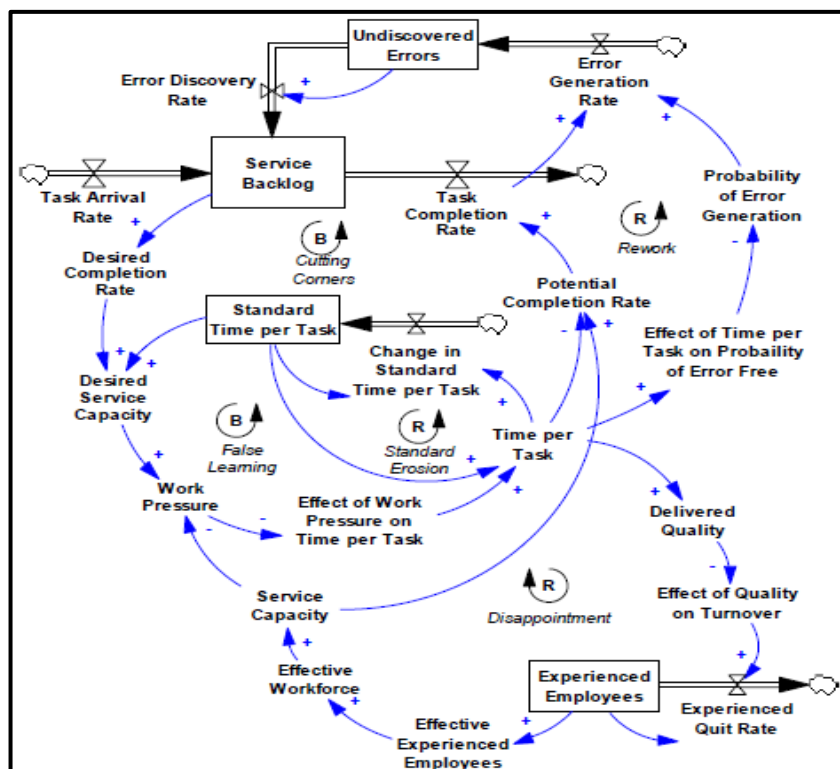 Undiscovered
Errors
Error Discovery
Rate
+
Error
Generation
Rate
+
+
Service
Backlog
Task Arrival
Rate
Task
Completion
Rate
Probability
of Error
Generation
+
B
Cutting
Corners
R
Rework
+
-
Desired
Completion
Rate
Potential
Completion Rate
Standard
Time per Task
-
+
Effect of Time per
Task on Probaility
of Error Free
Change in
Standard
Time per Task
+
+
Desired
Service
Capacity
+
+
B
False
Learning
R
Standard
Erosion
Time per
Task
+
+
+
Work
Pressure
-
-
Effect of Work
Pressure on
Time per Task
+
+
Delivered
Quality
-
Service
Capacity
R
Disappointment
Effect of Quality
on Turnover
+
Effective
Workforce
+
Experienced
Employees
+
Experienced
Quit Rate
+
Effective
Experienced
Employees